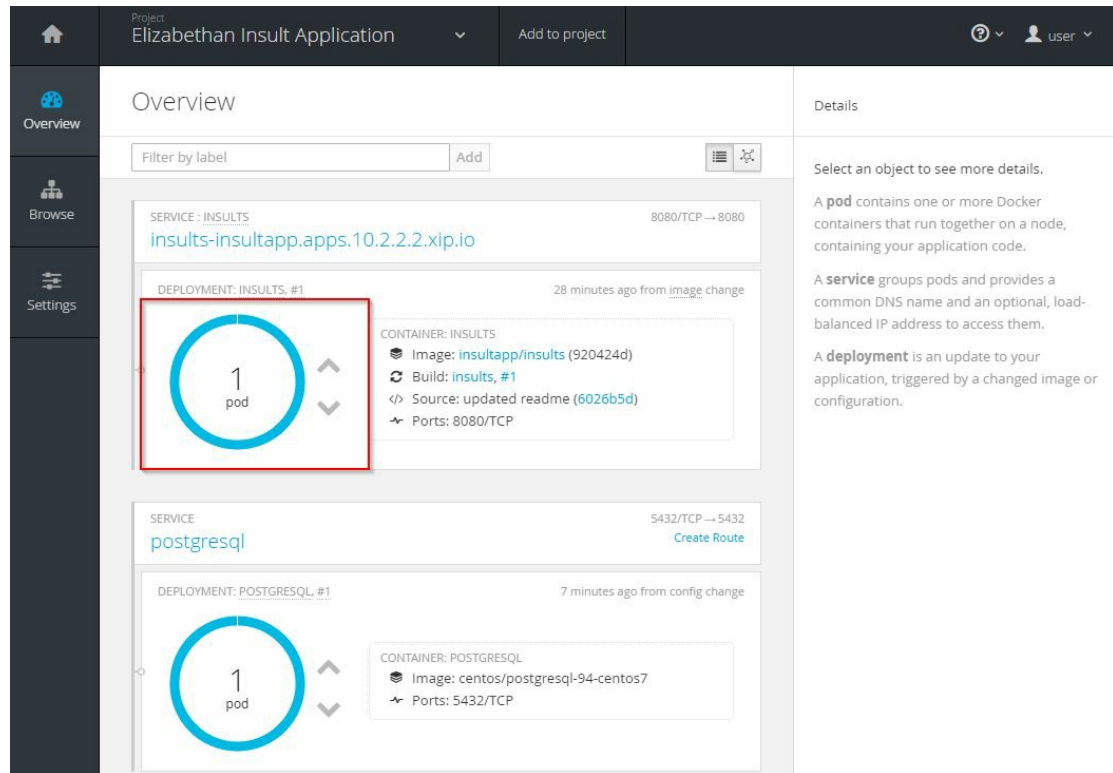 Project
Elizabethan Insult Application
Add to project
user
Overview
Browse
Settings
Overview
Filter by label
Add
SERVICE : INSULTS
8080/TCP → 8080
insults-insultapp.apps.10.2.2.2.xip.io
DEPLOYMENT: INSULTS, #1
28 minutes ago from image change
1
pod
CONTAINER: INSULTS
Image: insultapp/insults (920424d)
Build: insults, #1
</> Source: updated readme (6026b5d)
Ports: 8080/TCP
SERVICE
5432/TCP → 5432
postgresql
Create Route
DEPLOYMENT: POSTGRESQL, #1
7 minutes ago from config change
1
pod
CONTAINER: POSTGRESQL
Image: centos/postgresql-94-centos7
Ports: 5432/TCP
Details
Select an object to see more details.
A pod contains one or more Docker
containers that run together on a node,
containing your application code.
A service groups pods and provides a
common DNS name and an optional, load-
balanced IP address to access them.
A deployment is an update to your
application, triggered by a changed image or
configuration.